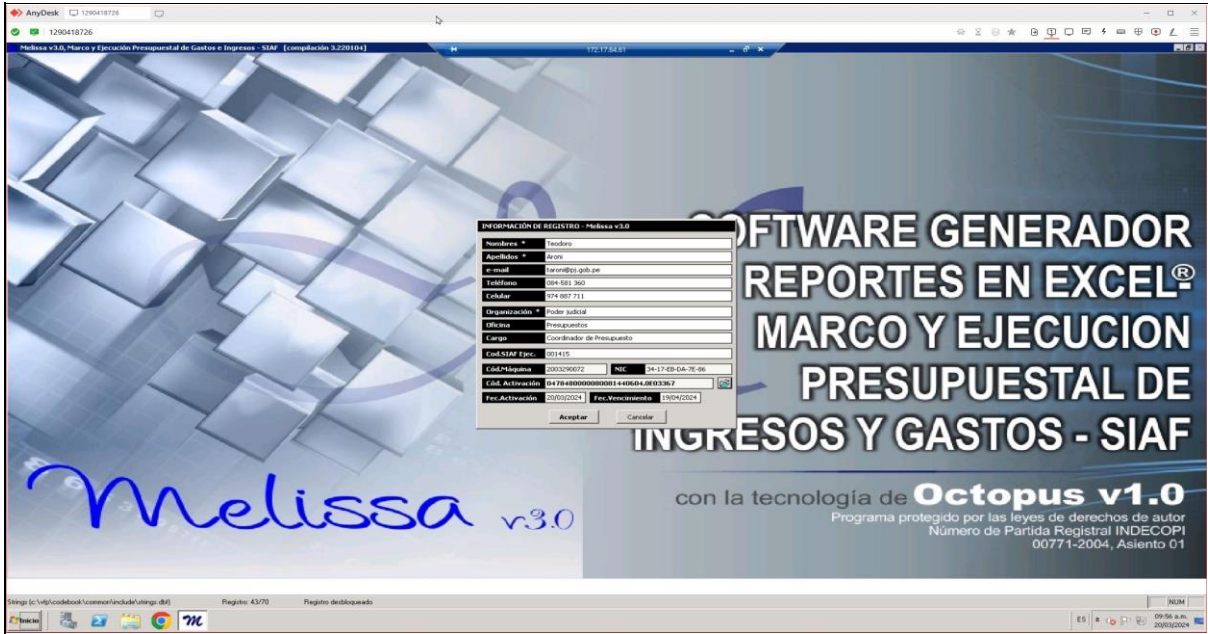 AnyDesk 1290418726
1290418726
Melissa v3.0, Marco y Ejecución Presupuestal de Gastos e Ingresos - SIAF [compilación 3.220104]
172.17.64.61
SOFTWARE GENERADOR
REPORTES EN EXCEL®
MARCO Y EJECUCION
PRESUPUESTAL DE
INGRESOS Y GASTOS - SIAF
INFORMACIÓN DE REGISTRO - Melissa v3.0
Nombres * Teodoro
Apellidos * Aroni
e-mail taroni@pj.gob.pe
Teléfono 084-581 360
Celular 974 887 711
Organización * Poder judicial
Oficina Presupuestos
Cargo Coordinador de Presupuesto
Cod.SIAF Ejec. 001415
Cód.Máquina 2003290072 NIC 34-17-EB-DA-7E-86
Cód. Activación 0478480000080081440604,0E03367
Fec.Activación 20/03/2024 Fec.Vencimiento 19/04/2024
Aceptar Cancelar
Melissa v3.0
con la tecnología de Octopus v1.0
Programa protegido por las leyes de derechos de autor
Número de Partida Registral INDECOPI
00771-2004, Asiento 01
Strings (c:\vfp\codebook\common\include\strings.dbf) Registro: 43/70 Registro desbloqueado NUM
Inicio m ES 09:56 a.m.
20/03/2024